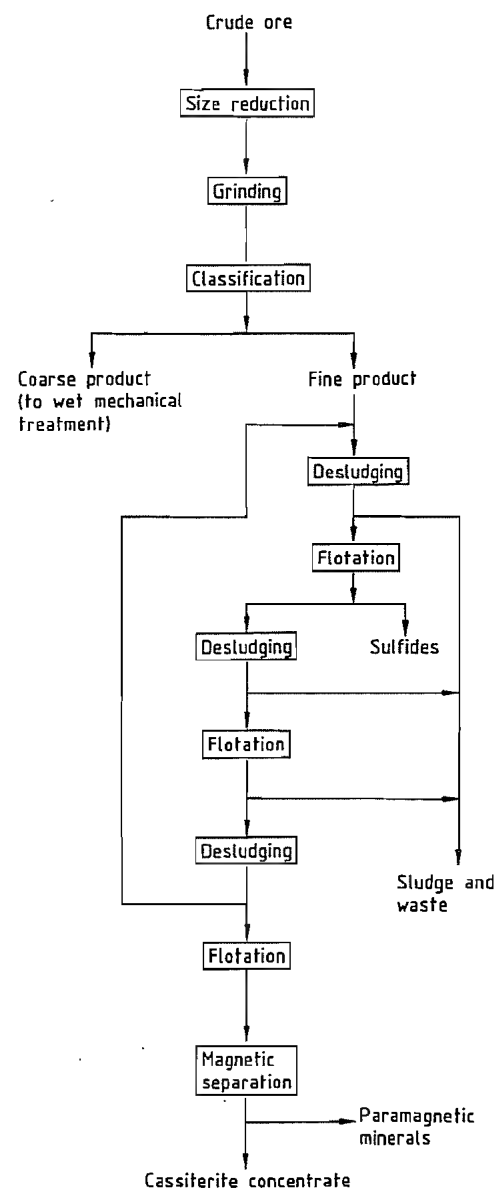 Crude ore
Size reduction
Grinding
Classification
Coarse product
(to wet mechanical
treatment)
Fine product
Desludging
Flotation
Desludging
Sulfides
Flotation
Desludging
Sludge and
waste
Flotation
Magnetic
separation
Paramagnetic
minerals
Cassiterite concentrate